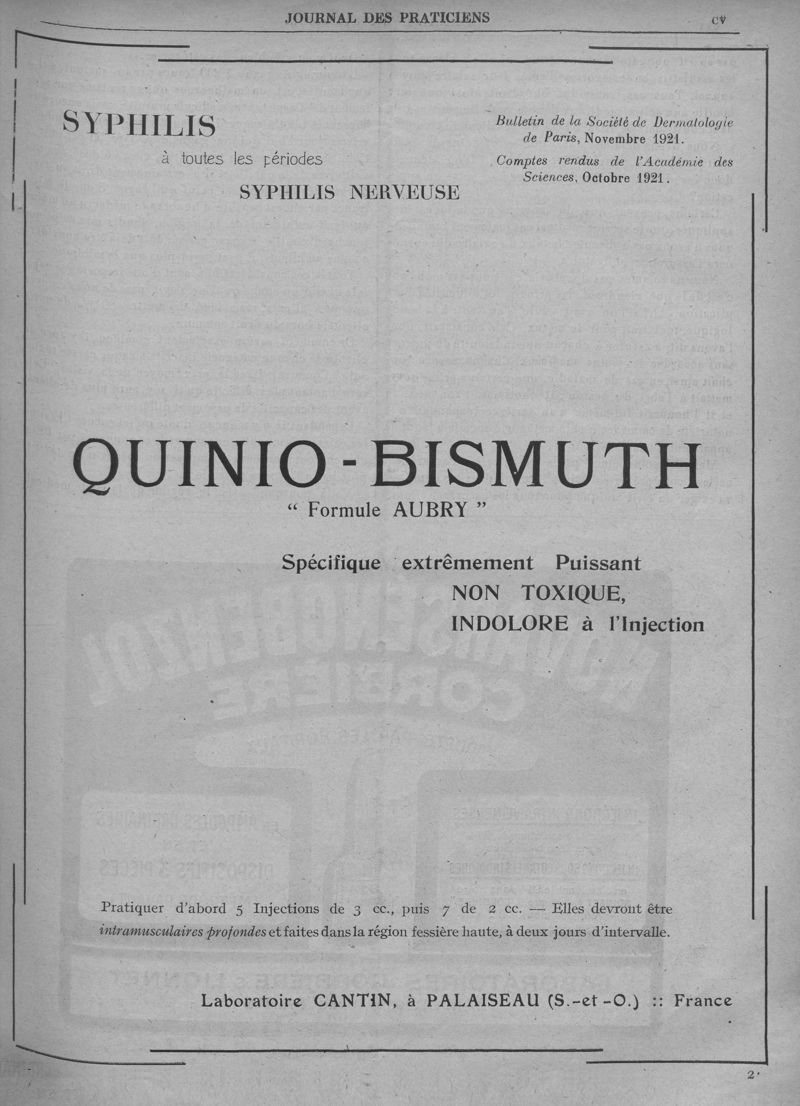 JOURNAL DES PRATICIENS
CV
SYPHILIS
à toutes les périodes
SYPHILIS NERVEUSE
Bulletin de la Société de Dermatologie
de Paris, Novembre 1921.
Comptes rendus de l'Académie des
Sciences, Octobre 1921.
QUINIO-BISMUTH
“ Formule AUBRY ”
Spécifique extrêmement Puissant
NON TOXIQUE,
INDOLORE à l'Injection
Pratiquer d'abord 5 Injections de 3 cc., puis 7 de 2 cc. — Elles devront être
intramusculaires profondes et faites dans la région fessière haute, à deux jours d'intervalle.
Laboratoire CANTIN, à PALAISEAU (S.-et-O.) :: France
2·